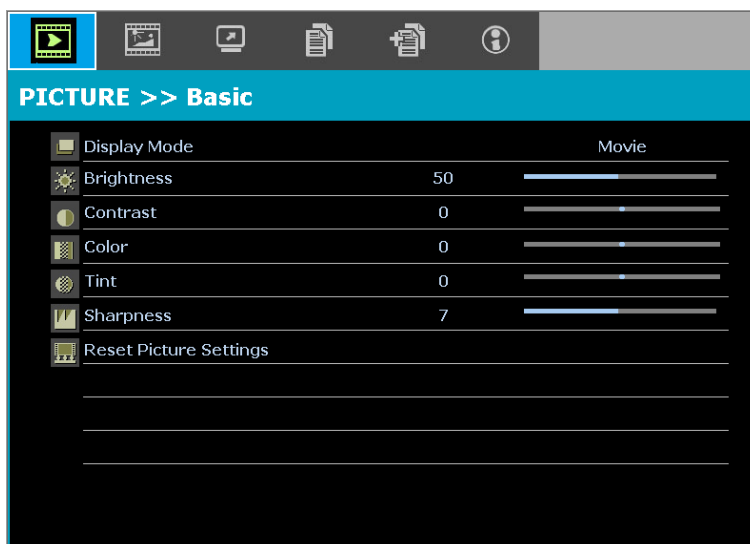 PICTURE >> Basic
Display Mode Movie
Brightness 50
Contrast 0
Color 0
Tint 0
Sharpness 7
Reset Picture Settings